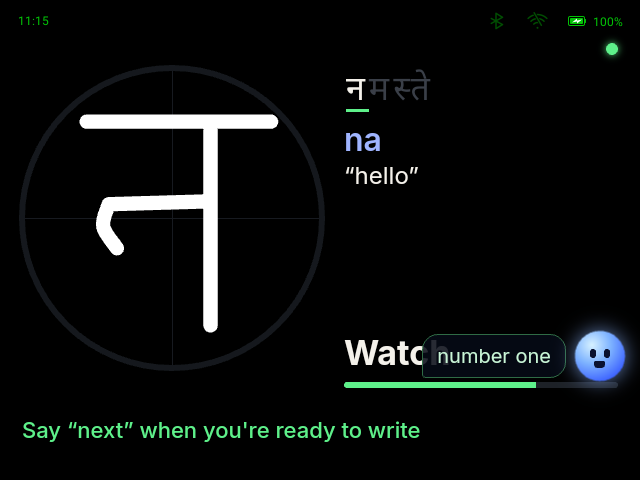 11:15
100%
न
नमस्ते
na
“hello”
Watch
number one
Say “next” when you're ready to write